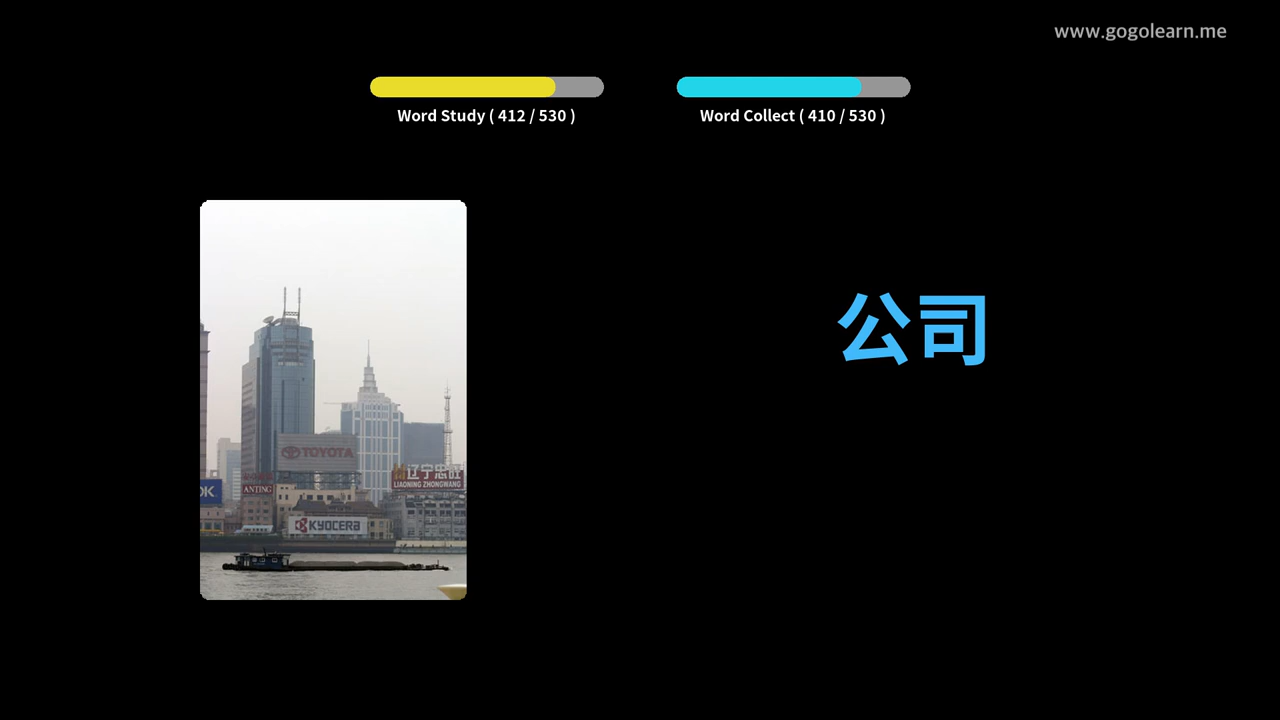 www.gogolearn.me
Word Study ( 412 / 530 )
Word Collect ( 410 / 530 )
公司
TOYOTA
辽宁忠旺
LIAONING ZHONGWANG
ANTING
OK
KYOCERA